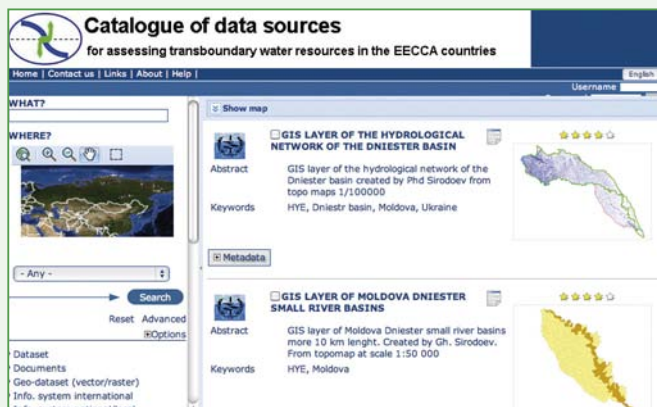 Catalogue of data sources
for assessing transboundary water resources in the EECCA countries
Home | Contact us | Links | About | Help |
English
Username
WHAT?
WHERE?
- Any -
Search
Reset Advanced
Options
Dataset
Documents
Geo-dataset (vector/raster)
Info. system international
Show map
GIS LAYER OF THE HYDROLOGICAL
NETWORK OF THE DNIESTER BASIN
Abstract
GIS layer of the hydrological network of the
Dniester basin created by Phd Sirodoev from
topo maps 1/100000
Keywords
HYE, Dniestr basin, Moldova, Ukraine
Metadata
GIS LAYER OF MOLDOVA DNIESTER
SMALL RIVER BASINS
Abstract
GIS layer of Moldova Dniester small river basins
more 10 km lenght. Created by Gh. Sirodoev.
From topomap at scale 1:50 000
Keywords
HYE, Moldova